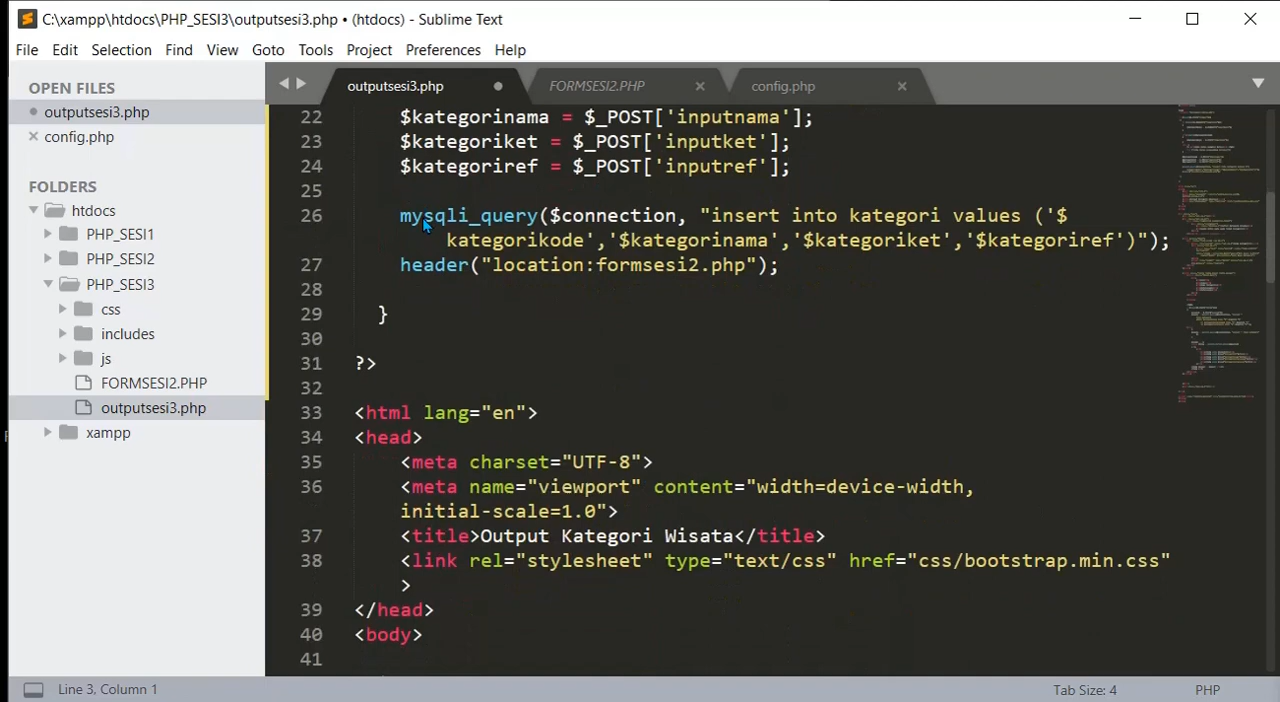 C:\xampp\htdocs\PHP_SESI3\outputsesi3.php • (htdocs) - Sublime Text
File Edit Selection Find View Goto Tools Project Preferences Help
OPEN FILES
outputsesi3.php
config.php
FOLDERS
htdocs
PHP_SESI1
PHP_SESI2
PHP_SESI3
css
includes
js
FORMSESI2.PHP
outputsesi3.php
xampp
outputsesi3.php FORMSESI2.PHP config.php
22 $kategorinama = $_POST['inputnama'];
23 $kategoriket = $_POST['inputket'];
24 $kategoriref = $_POST['inputref'];
25
26 mysqli_query($connection, "insert into kategori values ('$
kategorikode','$kategorinama','$kategoriket','$kategoriref')");
27 header("location:formsesi2.php");
28
29 }
30
31 ?>
32
33 <html lang="en">
34 <head>
35 <meta charset="UTF-8">
36 <meta name="viewport" content="width=device-width,
initial-scale=1.0">
37 <title>Output Kategori Wisata</title>
38 <link rel="stylesheet" type="text/css" href="css/bootstrap.min.css"
>
39 </head>
40 <body>
41
Line 3, Column 1 Tab Size: 4 PHP